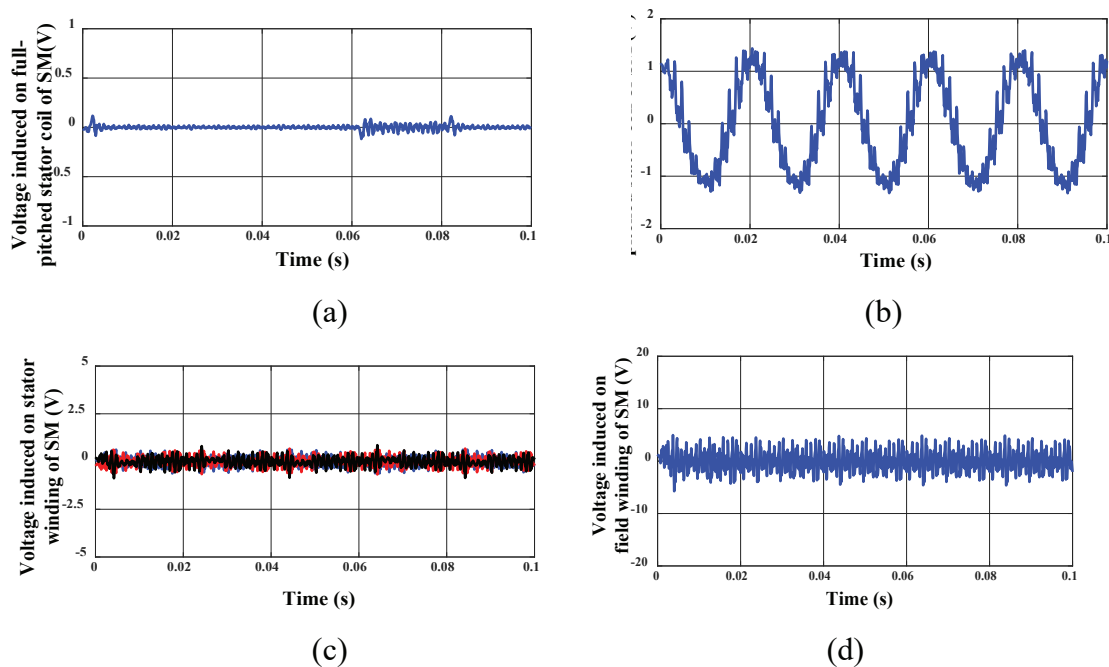 Voltage induced on full-
pitched stator coil of SM(V)
1
0.5
0
-0.5
-1
0 0.02 0.04 0.06 0.08 0.1
Time (s)
(a)
2
1
0
-1
-2
0 0.02 0.04 0.06 0.08 0.1
Time (s)
(b)
Voltage induced on stator
winding of SM (V)
5
2.5
0
-2.5
-5
0 0.02 0.04 0.06 0.08 0.1
Time (s)
(c)
Voltage induced on
field winding of SM (V)
20
10
0
-10
-20
0 0.02 0.04 0.06 0.08 0.1
Time (s)
(d)